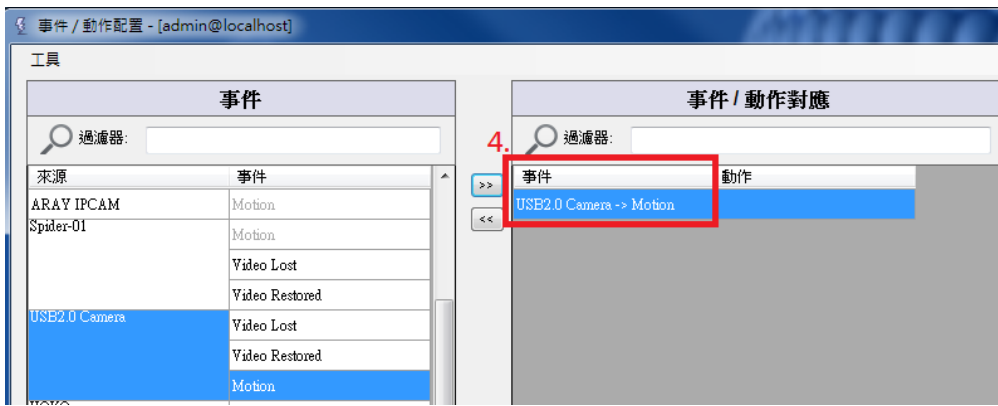 事件 / 動作配置 - [admin@localhost]
工具
事件
過濾器:
來源 事件
ARAY IPCAM Motion
Spider-01 Motion
Video Lost
Video Restored
USB2.0 Camera Video Lost
Video Restored
Motion
>>
<<
4.
事件 / 動作對應
過濾器:
事件 動作
USB2.0 Camera -> Motion